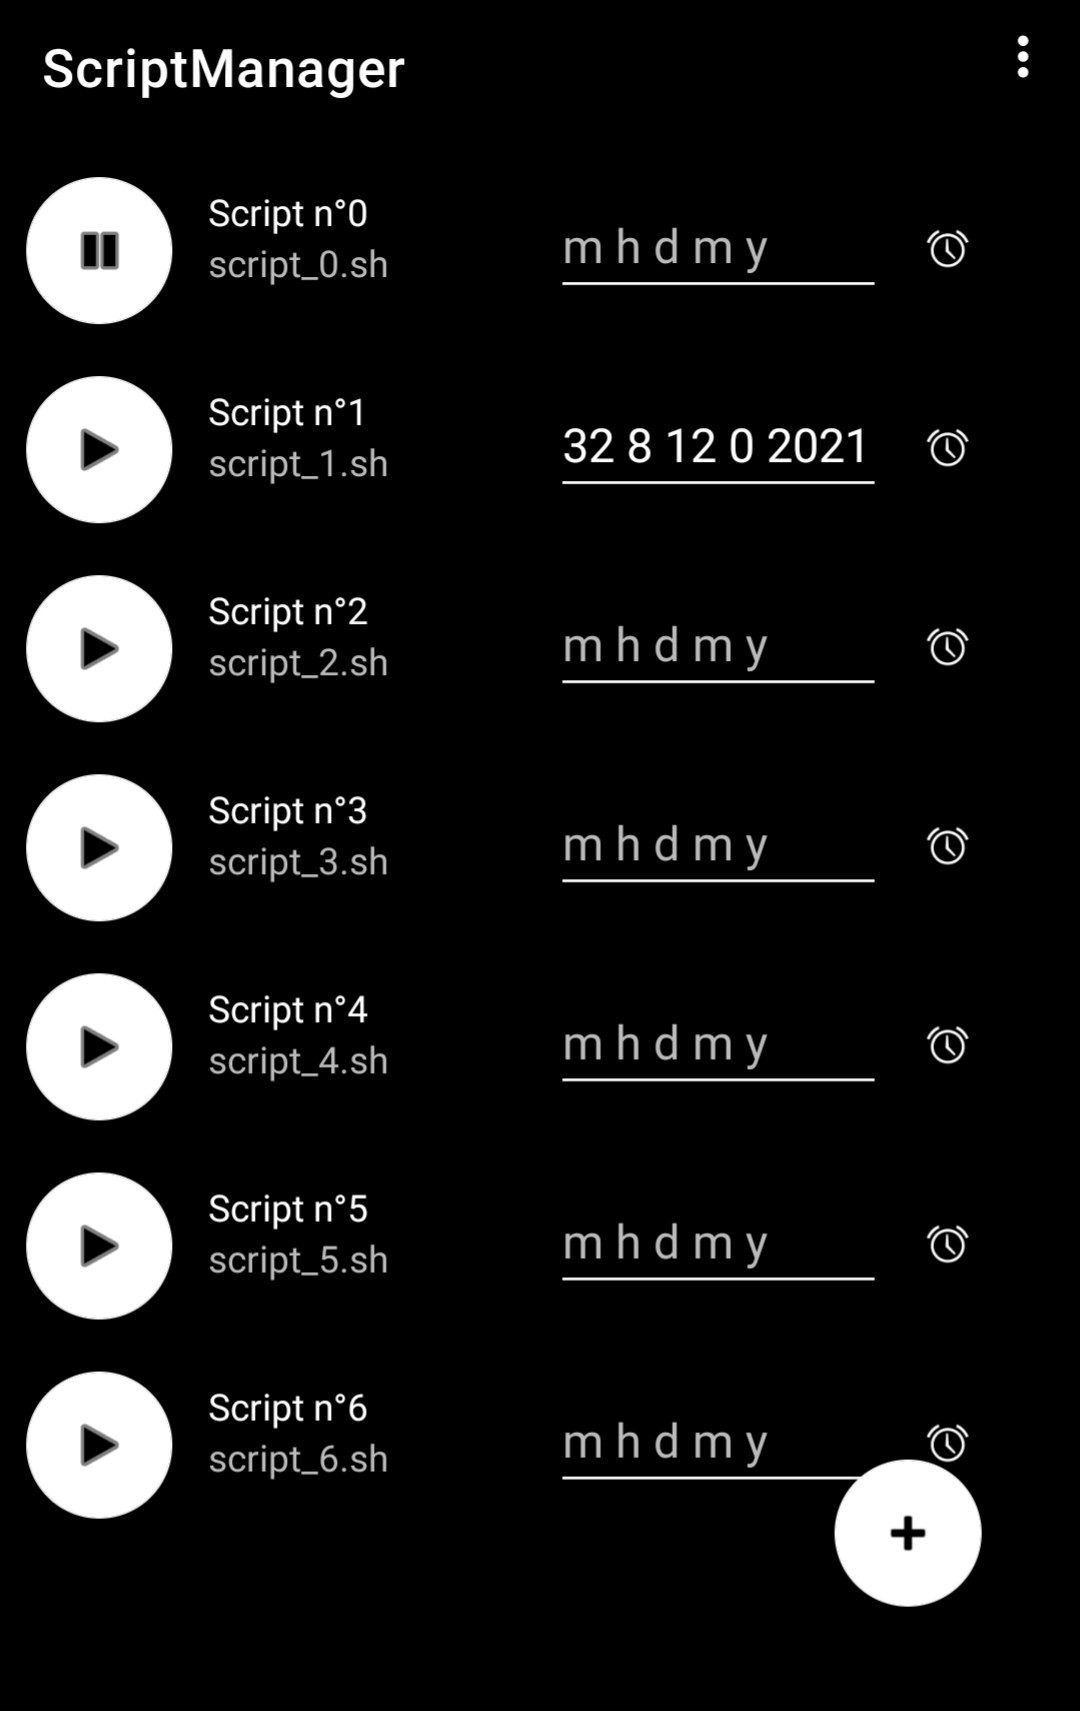 ScriptManager
Script n°0
script_0.sh
m h d m y
Script n°1
script_1.sh
32 8 12 0 2021
Script n°2
script_2.sh
m h d m y
Script n°3
script_3.sh
m h d m y
Script n°4
script_4.sh
m h d m y
Script n°5
script_5.sh
m h d m y
Script n°6
script_6.sh
m h d m y